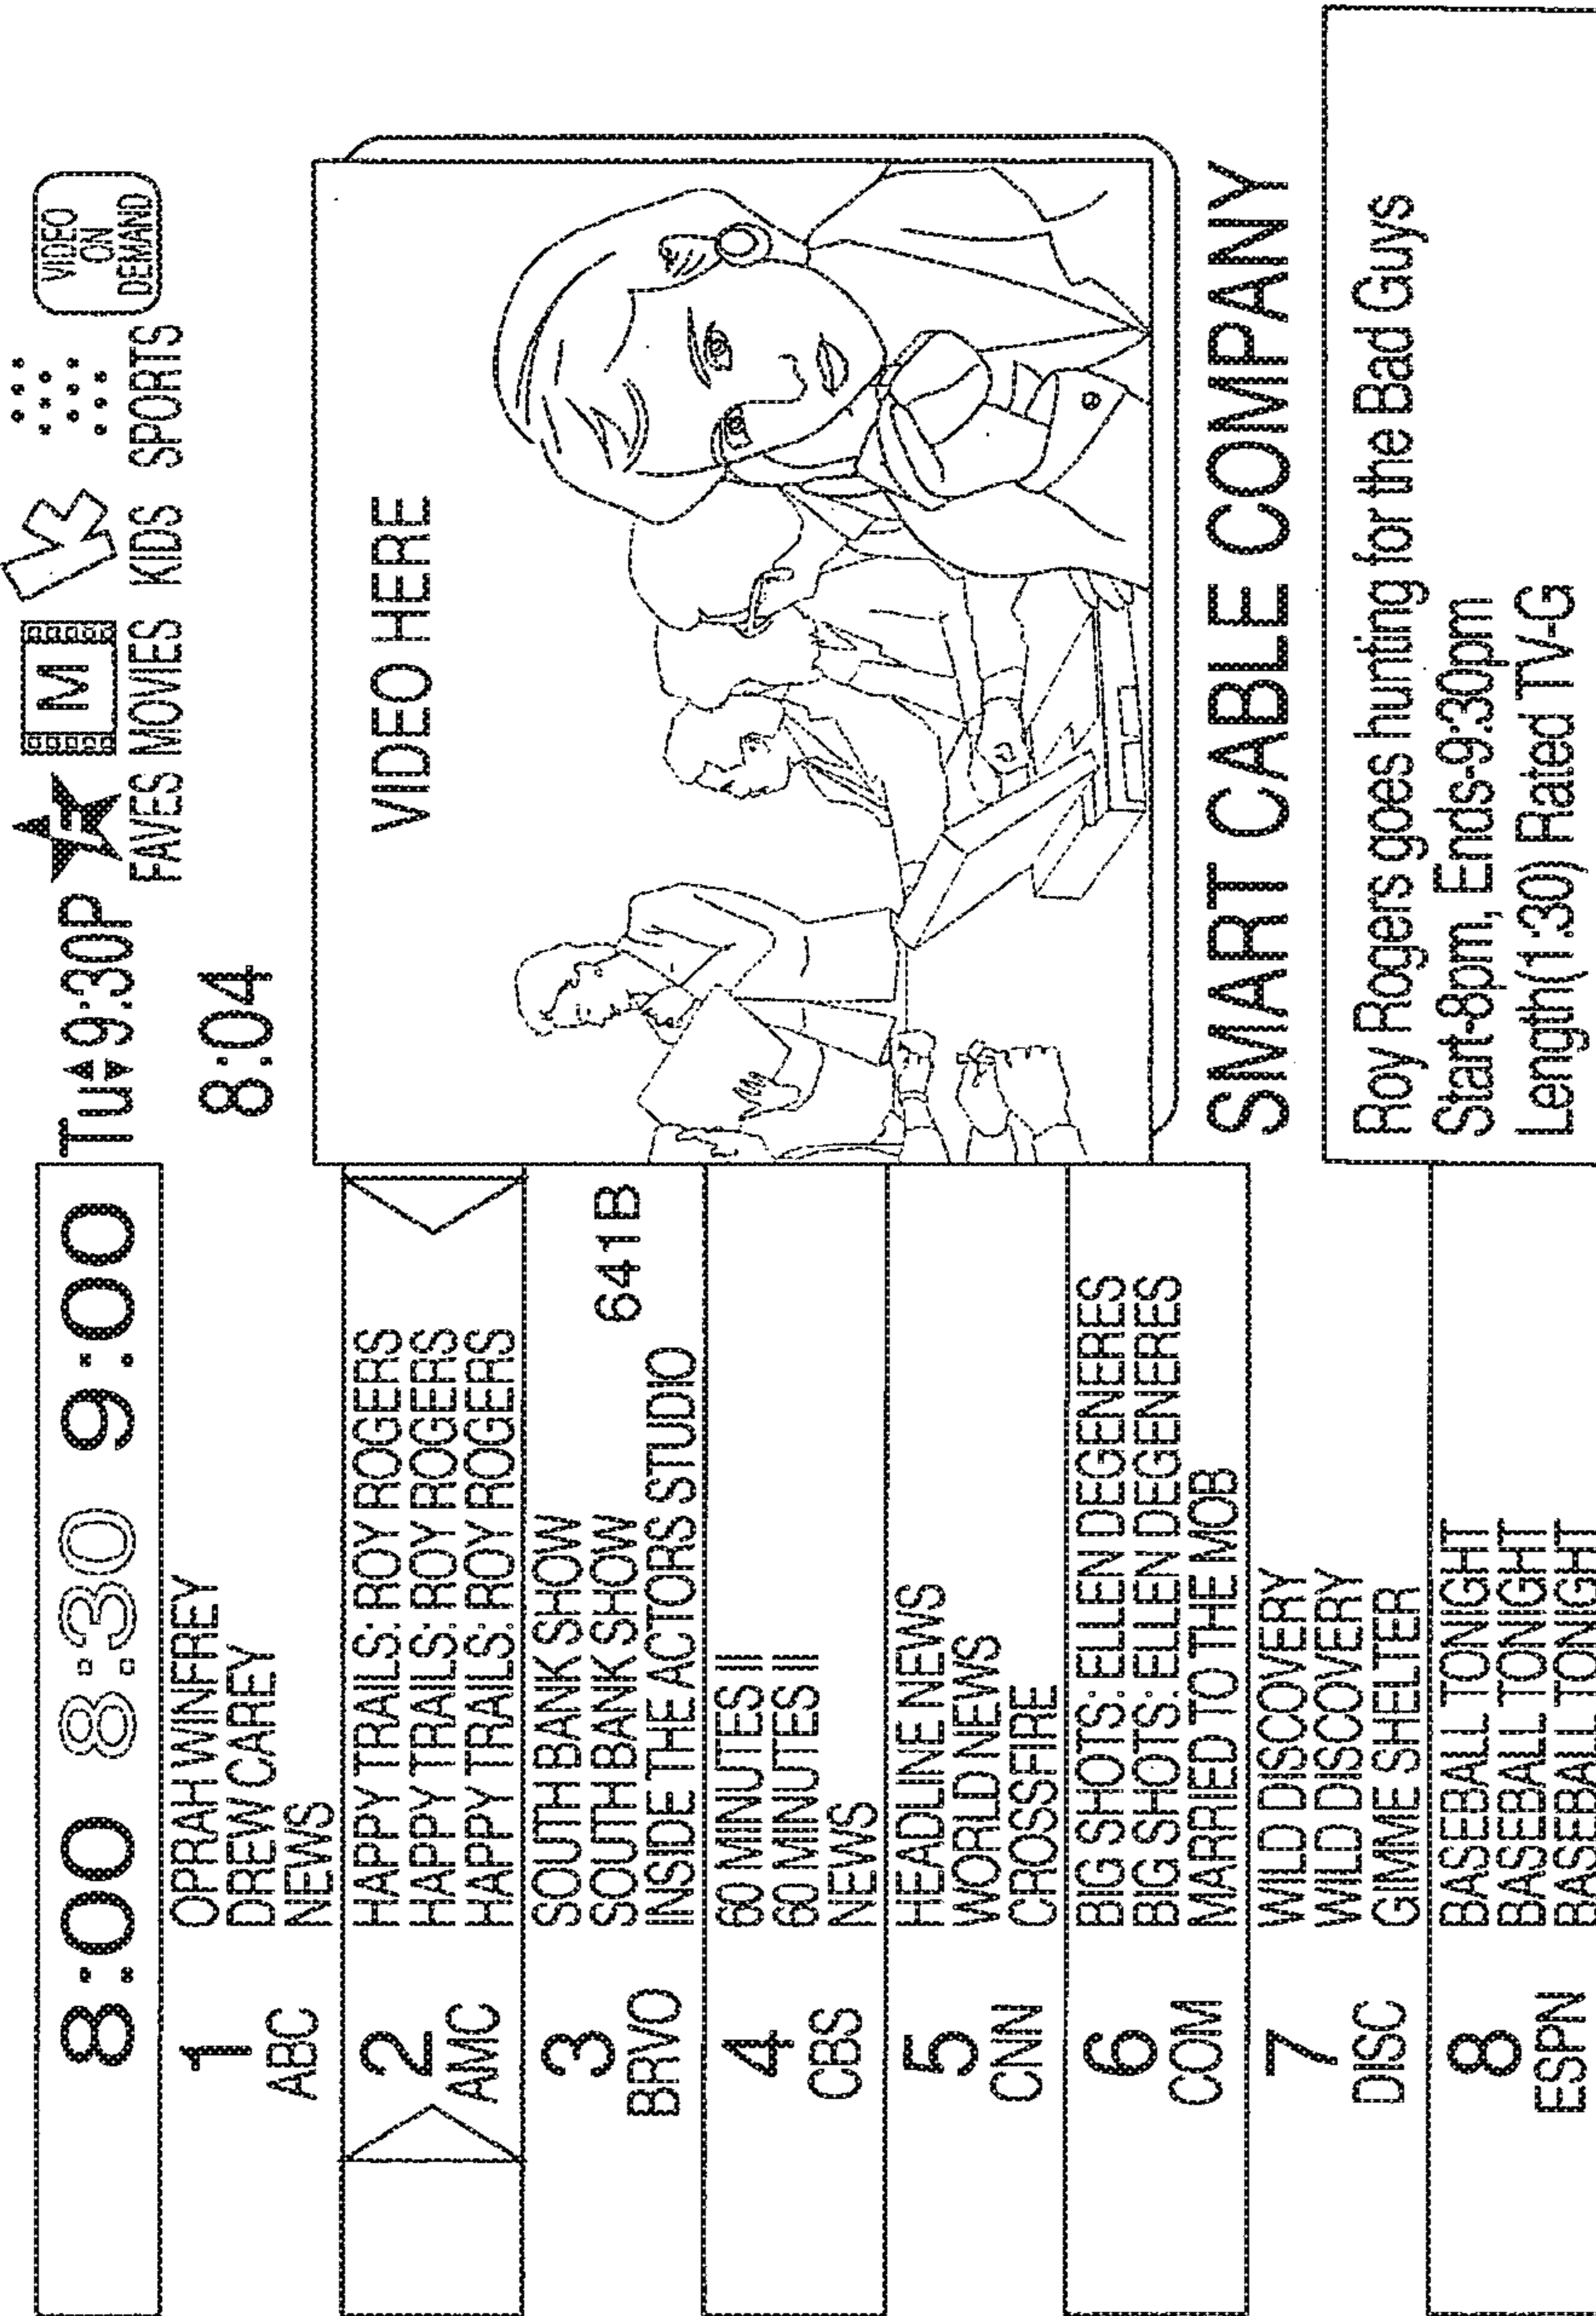 8:00 8:30 9:00
Tu 9:30P
F
M
VIDEO
ON
DEMAND
FAVES MOVIES KIDS SPORTS
8:04
1
ABC
OPRAH WINFREY
DREW CAREY
NEWS
2
AMC
HAPPY TRAILS: ROY ROGERS
HAPPY TRAILS: ROY ROGERS
HAPPY TRAILS: ROY ROGERS
3
BRVO
SOUTH BANK SHOW
SOUTH BANK SHOW
INSIDE THE ACTORS STUDIO
641B
4
CBS
60 MINUTES II
60 MINUTES II
NEWS
5
CNN
HEADLINE NEWS
WORLD NEWS
CROSSFIRE
6
COM
BIG SHOTS: ELLEN DEGENERES
BIG SHOTS: ELLEN DEGENERES
MARRIED TO THE MOB
7
DISC
WILD DISCOVERY
WILD DISCOVERY
GIMME SHELTER
8
ESPN
BASEBALL TONIGHT
BASEBALL TONIGHT
BASEBALL TONIGHT
VIDEO HERE
SMART CABLE COMPANY
Roy Rogers goes hunting for the Bad Guys
Start-8pm, Ends-9:30pm
Length(1:30) Rated TV-G